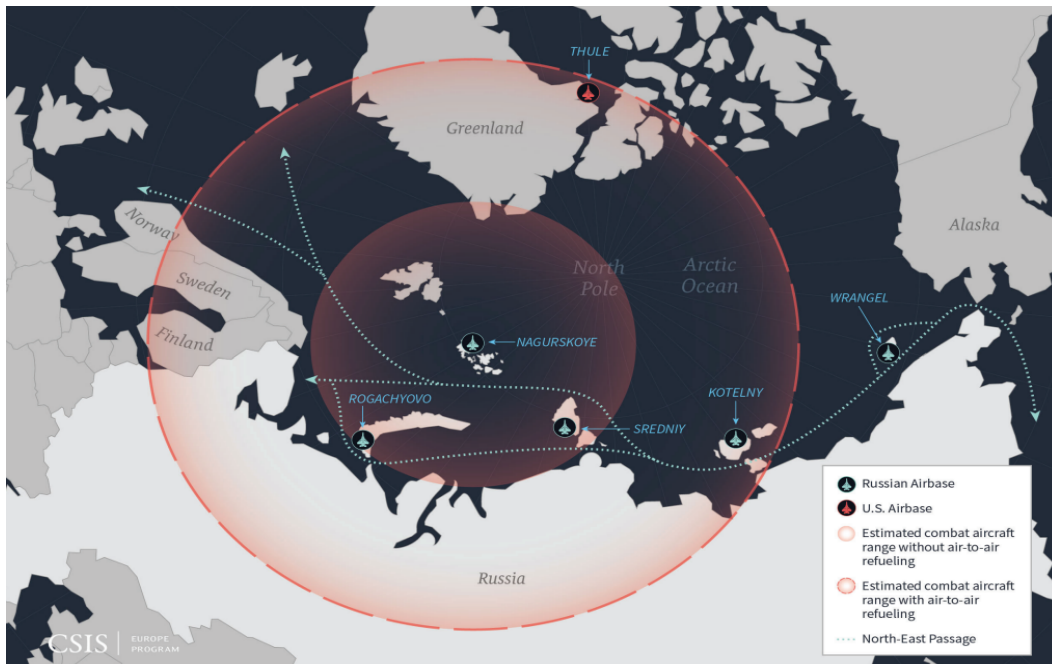 THULE
Greenland
Norway
Alaska
North
Pole
Arctic
Ocean
Sweden
WRANGEL
Finland
NAGURSKOYE
ROGACHYOVO
KOTELNY
SREDNIY
Russia
Russian Airbase
U.S. Airbase
Estimated combat aircraft
range without air-to-air
refueling
Estimated combat aircraft
range with air-to-air
refueling
North-East Passage
CSIS
EUROPE
PROGRAM